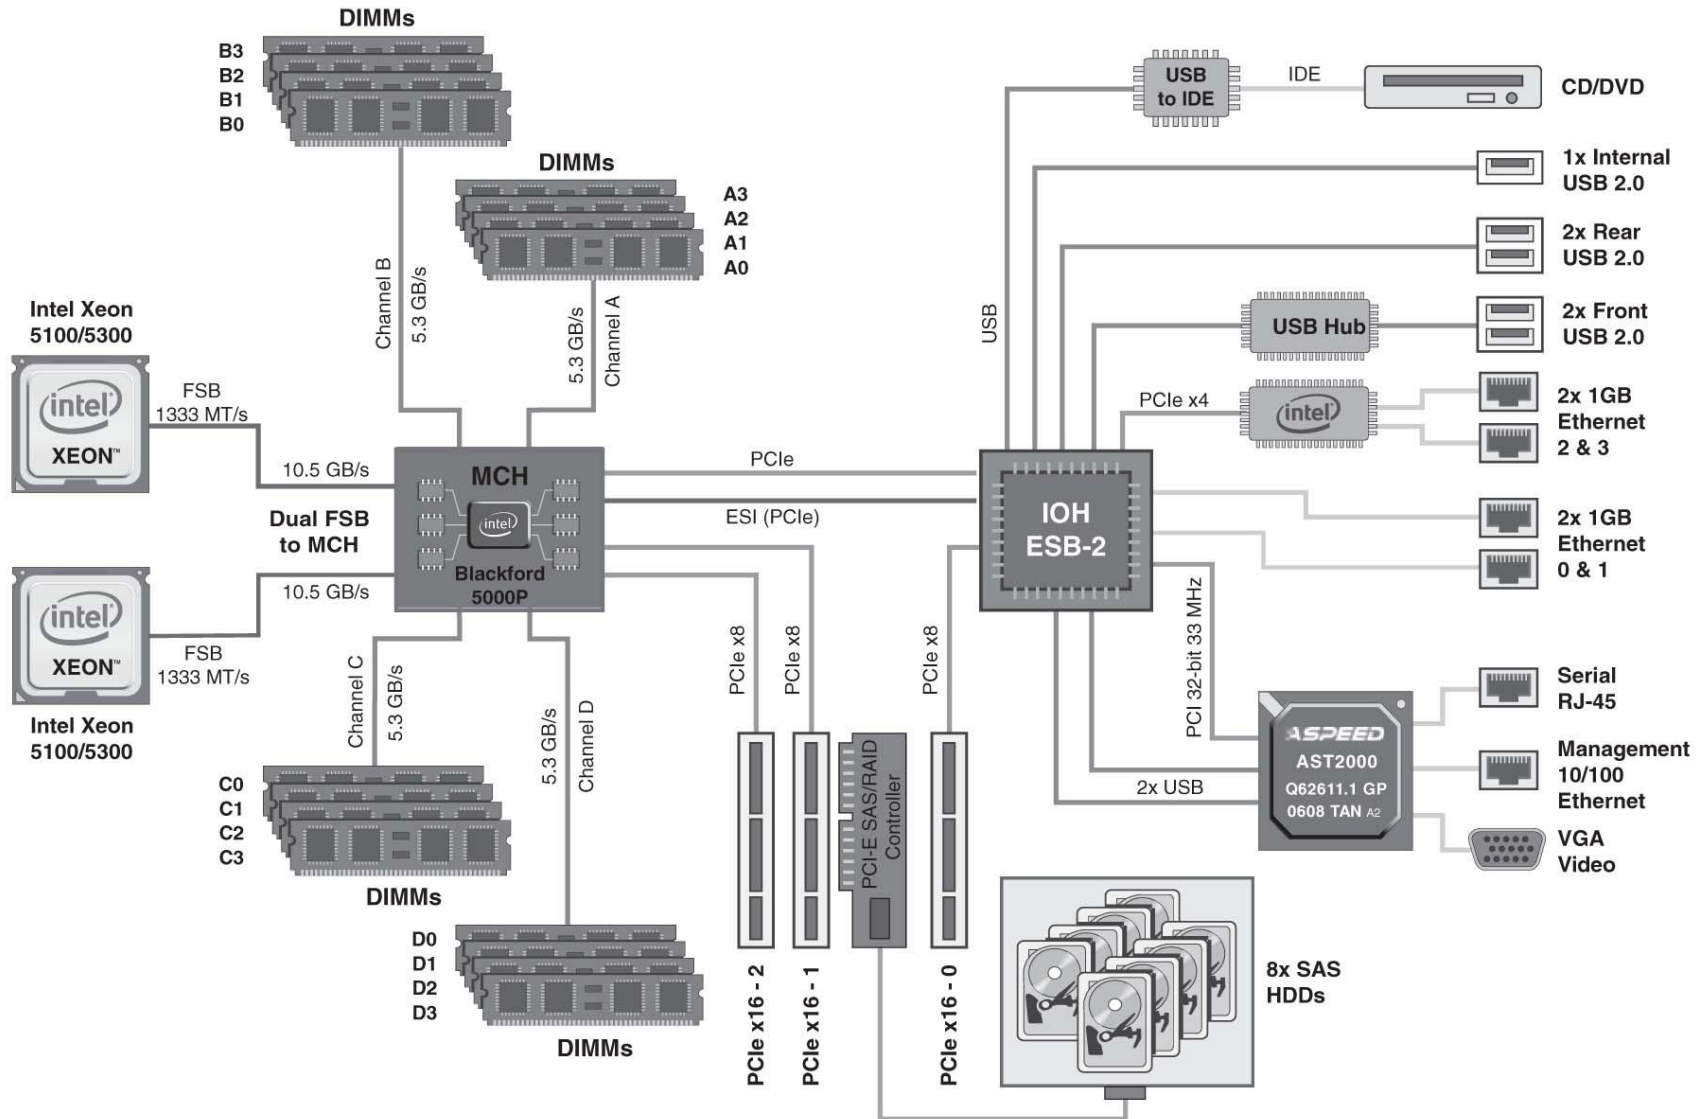 DIMMs
B3
B2
B1
B0
DIMMs
A3
A2
A1
A0
Channel B
5.3 GB/s
5.3 GB/s
Channel A
Intel Xeon
5100/5300
intel
XEON™
FSB
1333 MT/s
10.5 GB/s
Dual FSB
to MCH
10.5 GB/s
intel
XEON™
FSB
1333 MT/s
Intel Xeon
5100/5300
MCH
intel
Blackford
5000P
PCIe
ESI (PCIe)
Channel C
5.3 GB/s
5.3 GB/s
Channel D
C0
C1
C2
C3
DIMMs
D0
D1
D2
D3
DIMMs
PCIe x8
PCIe x8
PCIe x8
PCIe x16 - 2
PCIe x16 - 1
PCI-E SAS/RAID
Controller
PCIe x16 - 0
8x SAS
HDDs
IOH
ESB-2
USB
USB
to IDE
IDE
CD/DVD
1x Internal
USB 2.0
2x Rear
USB 2.0
USB Hub
2x Front
USB 2.0
PCIe x4
intel
2x 1GB
Ethernet
2 & 3
2x 1GB
Ethernet
0 & 1
PCI 32-bit 33 MHz
2x USB
ASPEED
AST2000
Q62611.1 GP
0608 TAN A2
Serial
RJ-45
Management
10/100
Ethernet
VGA
Video